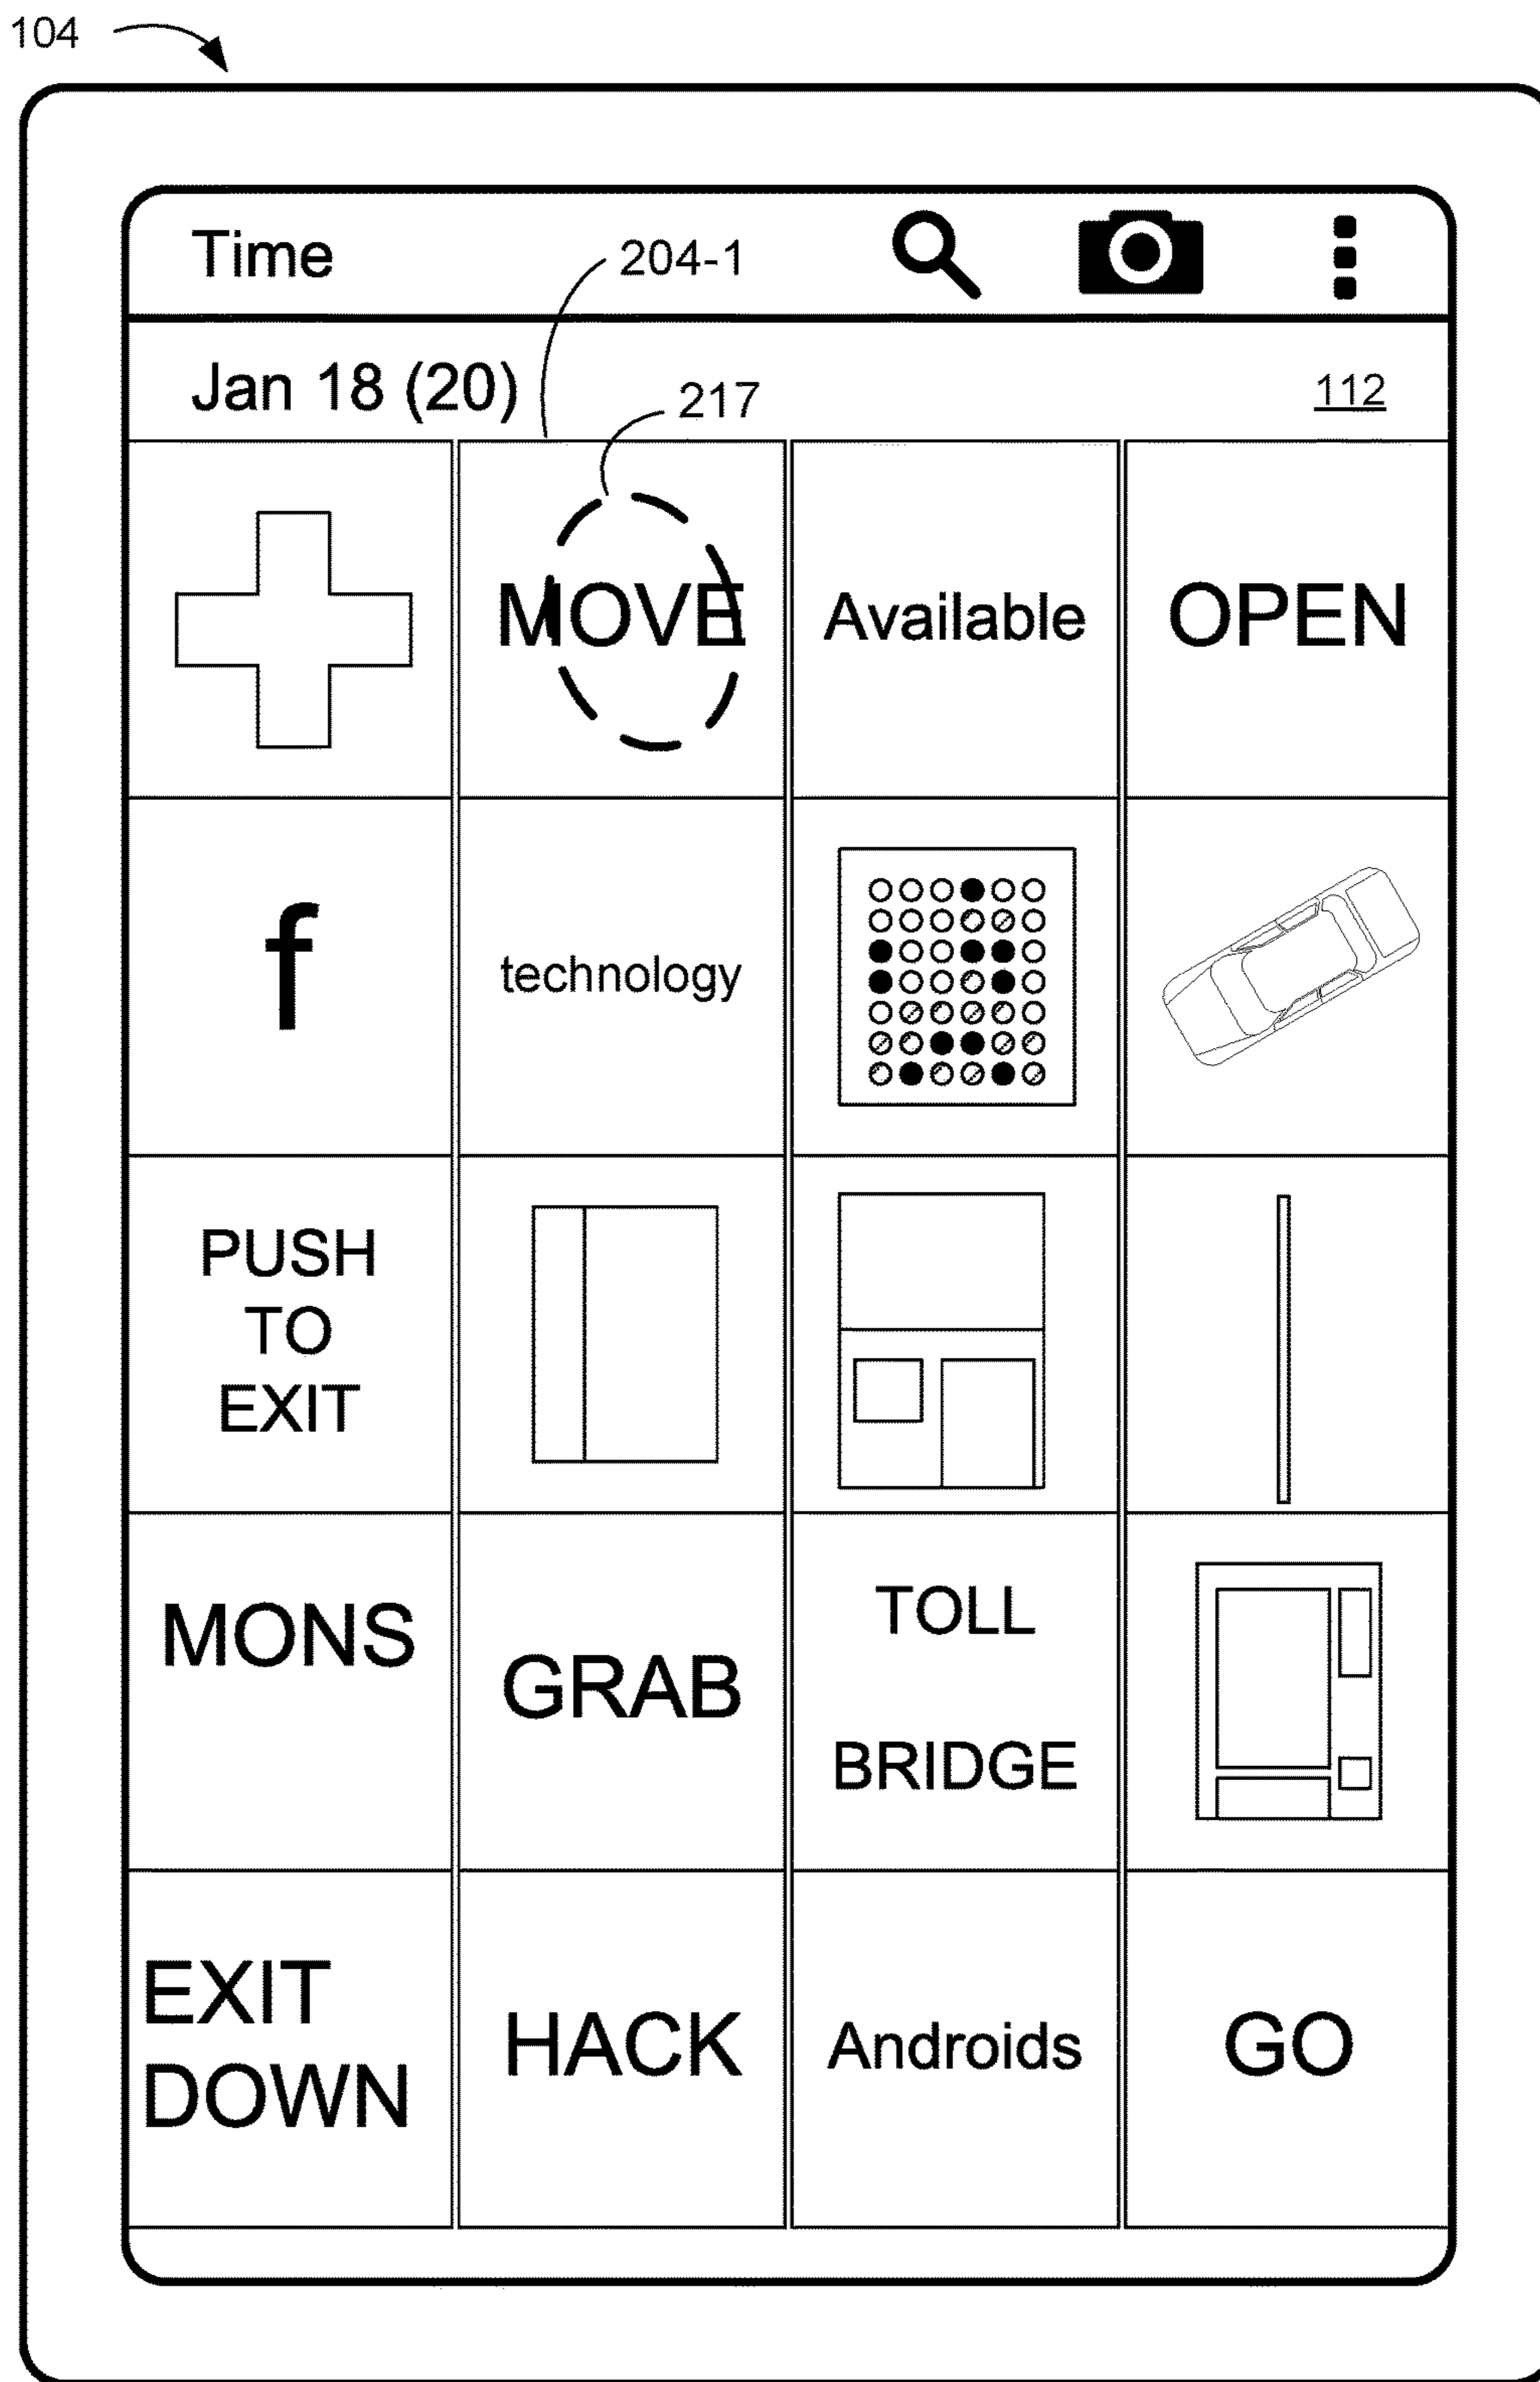 104
Time
204-1
Jan 18 (20)
217
112
MOVE
Available
OPEN
f
technology
PUSH
TO
EXIT
MONS
GRAB
TOLL
BRIDGE
EXIT
DOWN
HACK
Androids
GO